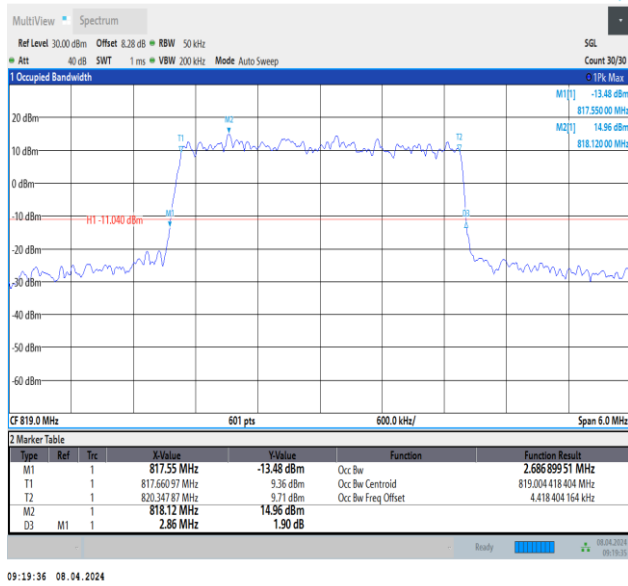 MultiView Spectrum
Ref Level 30.00 dBm Offset 8.28 dB RBW 50 kHz SGL
Att 40 dB SWT 1 ms VBW 200 kHz Mode Auto Sweep Count 30/30
1 Occupied Bandwidth 1Pk Max
M1[1] -13.48 dBm
817.550 00 MHz
M2[1] 14.96 dBm
818.120 00 MHz
20 dBm
T1 M2 T2
10 dBm
0 dBm
-10 dBm
H1 -11.040 dBm
M1 D3
-20 dBm
-30 dBm
-40 dBm
-50 dBm
-60 dBm
CF 819.0 MHz 601 pts 600.0 kHz/ Span 6.0 MHz
2 Marker Table
Type Ref Trc X-Value Y-Value Function Function Result
M1 1 817.55 MHz -13.48 dBm Occ Bw 2.686 899 51 MHz
T1 1 817.660 97 MHz 9.36 dBm Occ Bw Centroid 819.004 418 404 MHz
T2 1 820.347 87 MHz 9.71 dBm Occ Bw Freq Offset 4.418 404 164 kHz
M2 1 818.12 MHz 14.96 dBm
D3 M1 1 2.86 MHz 1.90 dB
Ready 08.04.2024
09:19:35
09:19:36 08.04.2024